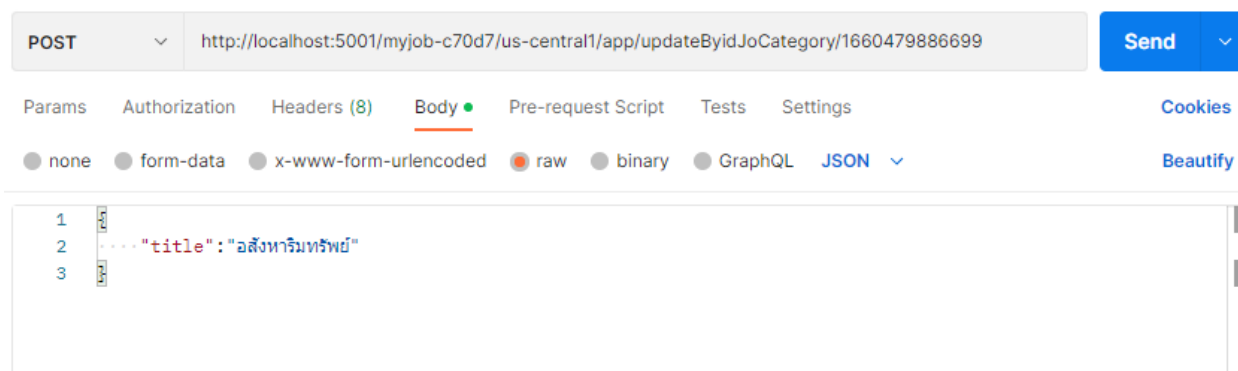 POST http://localhost:5001/myjob-c70d7/us-central1/app/updateByidJoCategory/1660479886699 Send
Params Authorization Headers (8) Body Pre-request Script Tests Settings Cookies
none form-data x-www-form-urlencoded raw binary GraphQL JSON Beautify
1 {
2 "title":"อสังหาริมทรัพย์"
3 }